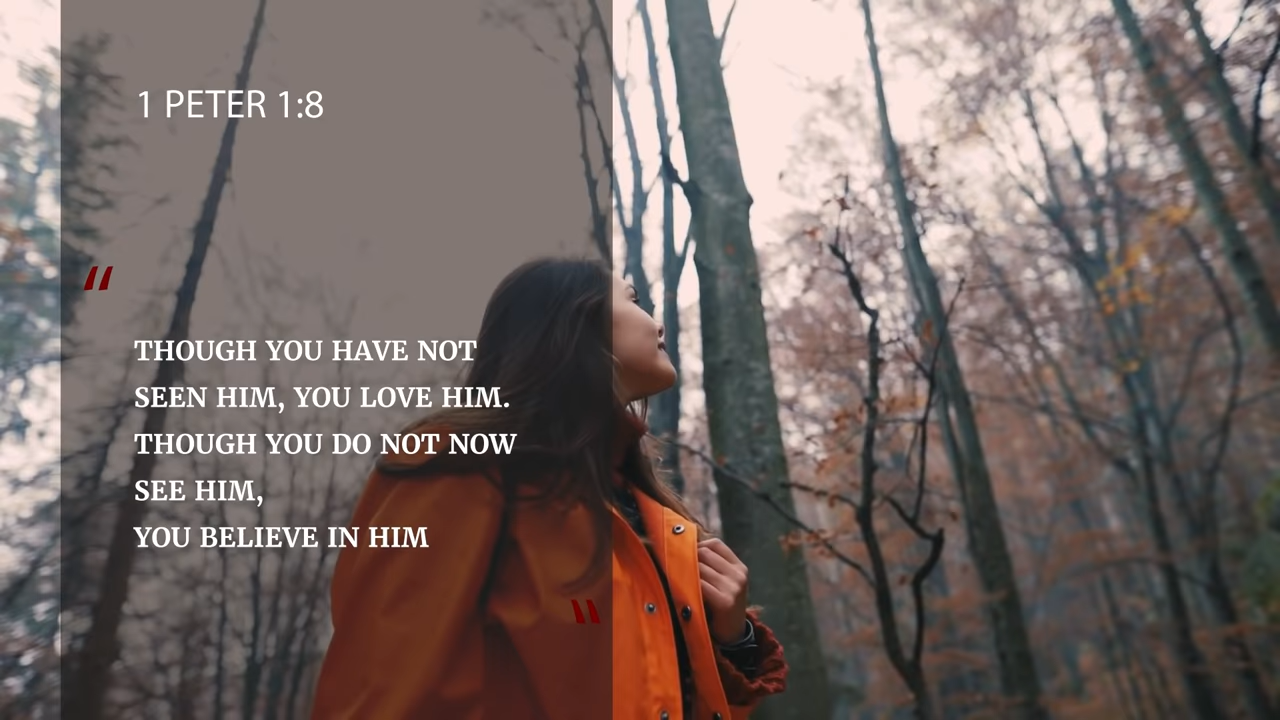 1 PETER 1:8
“
THOUGH YOU HAVE NOT
SEEN HIM, YOU LOVE HIM.
THOUGH YOU DO NOT NOW
SEE HIM,
YOU BELIEVE IN HIM
”